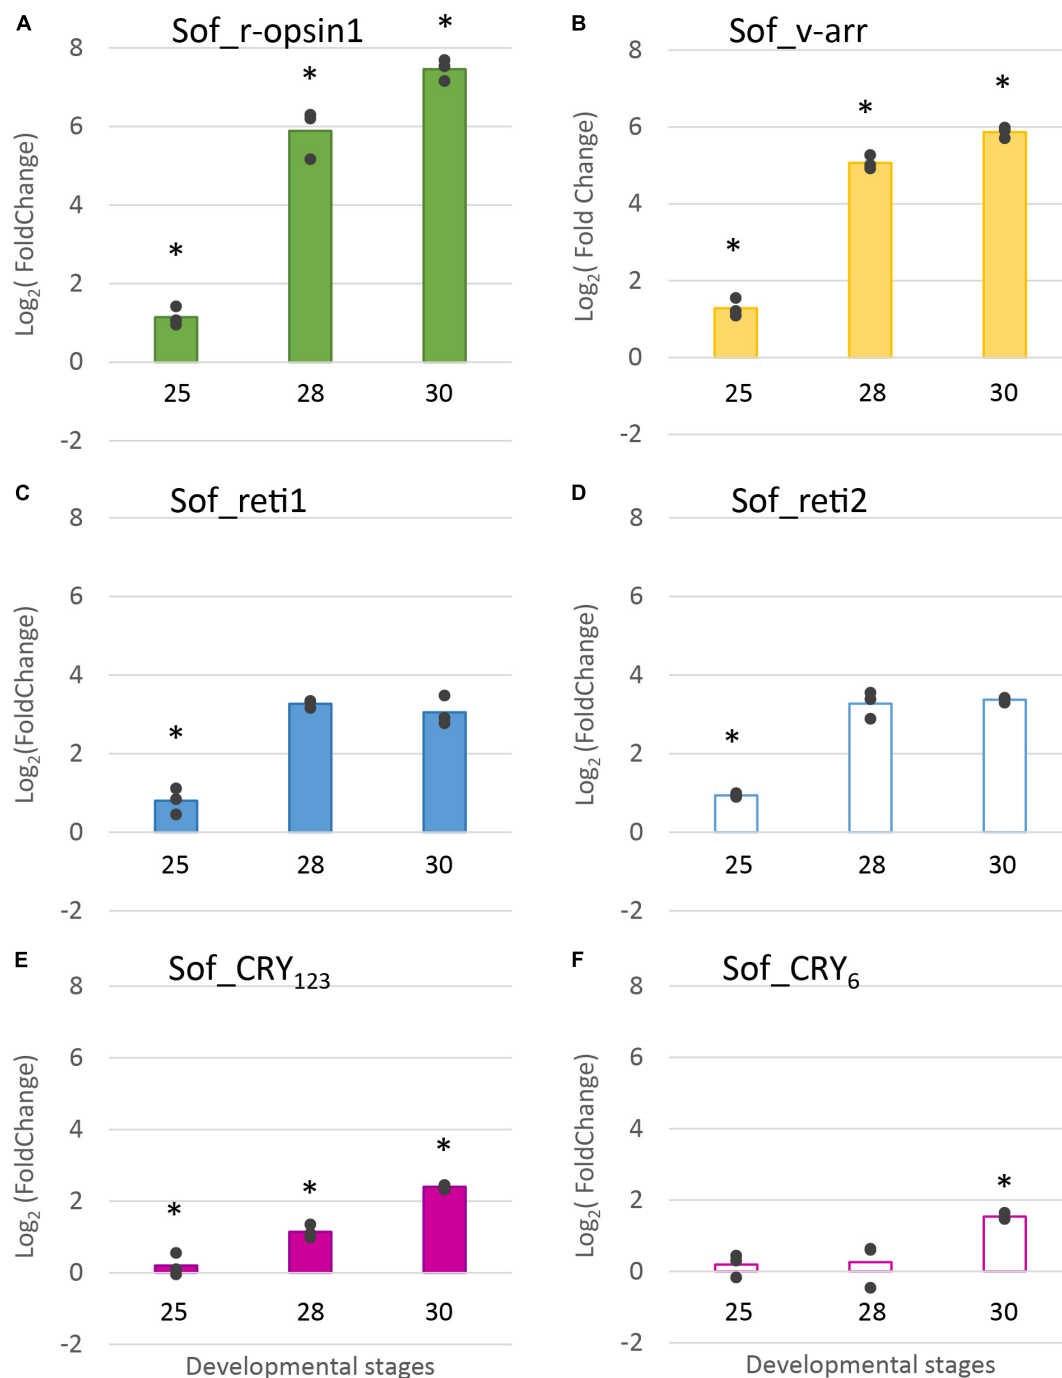 A
Sof_r-opsin1
*
*
*
8
6
4
2
0
-2
Log2( FoldChange)
25 28 30
B
Sof_v-arr
*
*
*
8
6
4
2
0
-2
Log2( Fold Change)
25 28 30
C
Sof_reti1
8
6
4
2
0
-2
*
Log2(FoldChange)
25 28 30
D
Sof_reti2
8
6
4
2
0
-2
*
Log2 (FoldChange)
25 28 30
E
Sof_CRY123
8
6
4
2
0
-2
*
*
*
Log2 (FoldChange)
25 28 30
Developmental stages
F
Sof_CRY6
8
6
4
2
0
-2
*
Log2( FoldChange)
25 28 30
Developmental stages